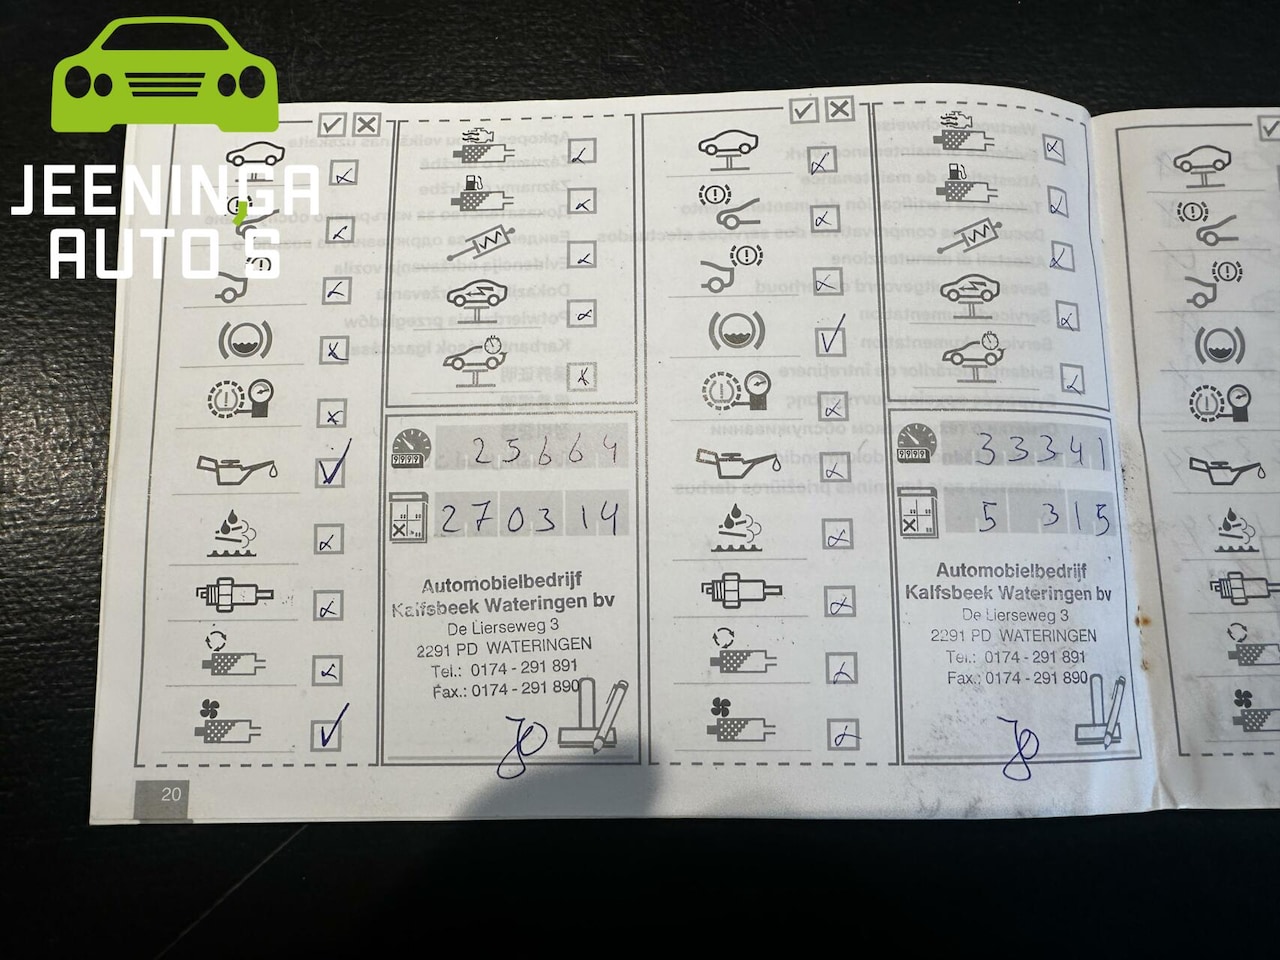 JEENINGA
AUTO'S
9999
25664
270314
Automobielbedrijf
Kalfsbeek Wateringen bv
De Lierseweg 3
2291 PD WATERINGEN
Tel.: 0174 - 291 891
Fax.: 0174 - 291 890
20
9999
33341
5 315
Automobielbedrijf
Kalfsbeek Wateringen bv
De Lierseweg 3
2291 PD WATERINGEN
Tel.: 0174 - 291 891
Fax.: 0174 - 291 890